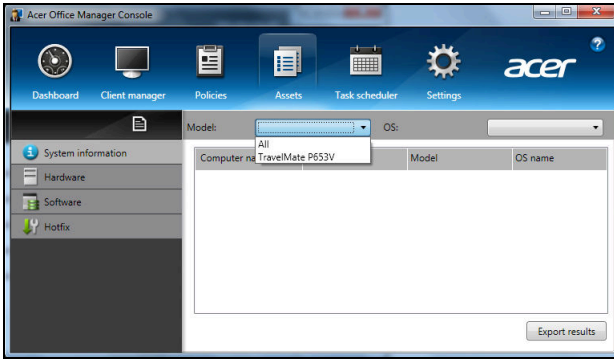 Acer Office Manager Console
acer
?
Dashboard Client manager Policies Assets Task scheduler Settings
Model: OS:
All
TravelMate P653V
System information
Hardware
Software
Hotfix
Computer na Model OS name
Export results